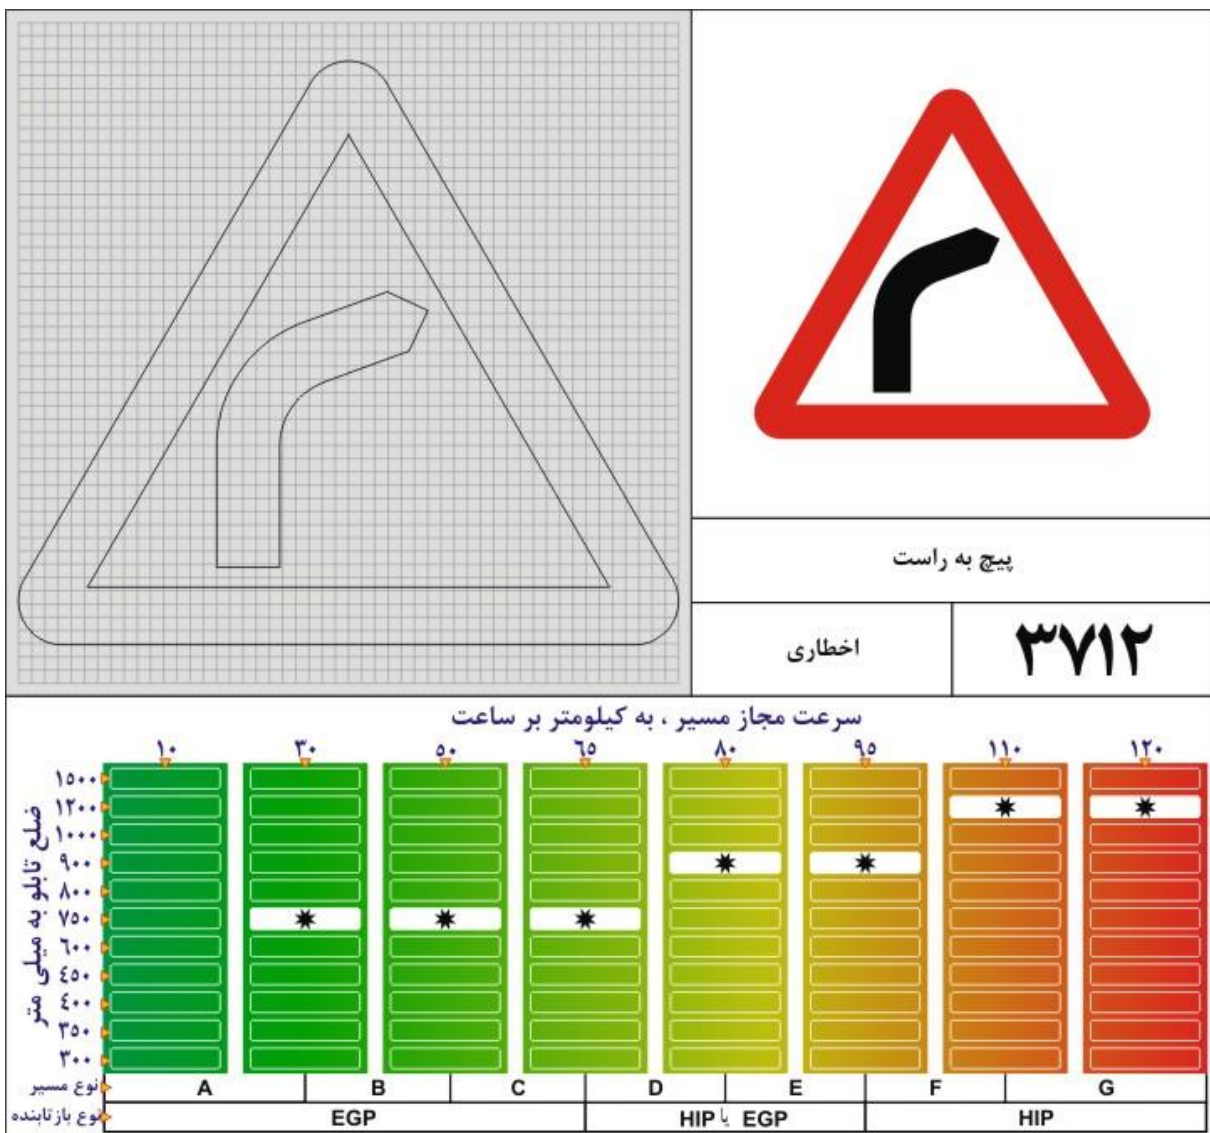 پیچ به راست
اخطاری
۳۷۱۲
سرعت مجاز مسیر ، به کیلومتر بر ساعت
۱۰ ۳۰ ۵۰ ۶۵ ۸۰ ۹۵ ۱۱۰ ۱۲۰
ضلع تابلو به میلی متر
۱۵۰۰
۱۲۰۰
۱۰۰۰
۹۰۰
۸۰۰
۷۵۰
۶۰۰
٤٥۰
٤۰۰
۳۵۰
۳۰۰
نوع مسیر A B C D E F G
نوع بازتابنده EGP HIP یا EGP HIP